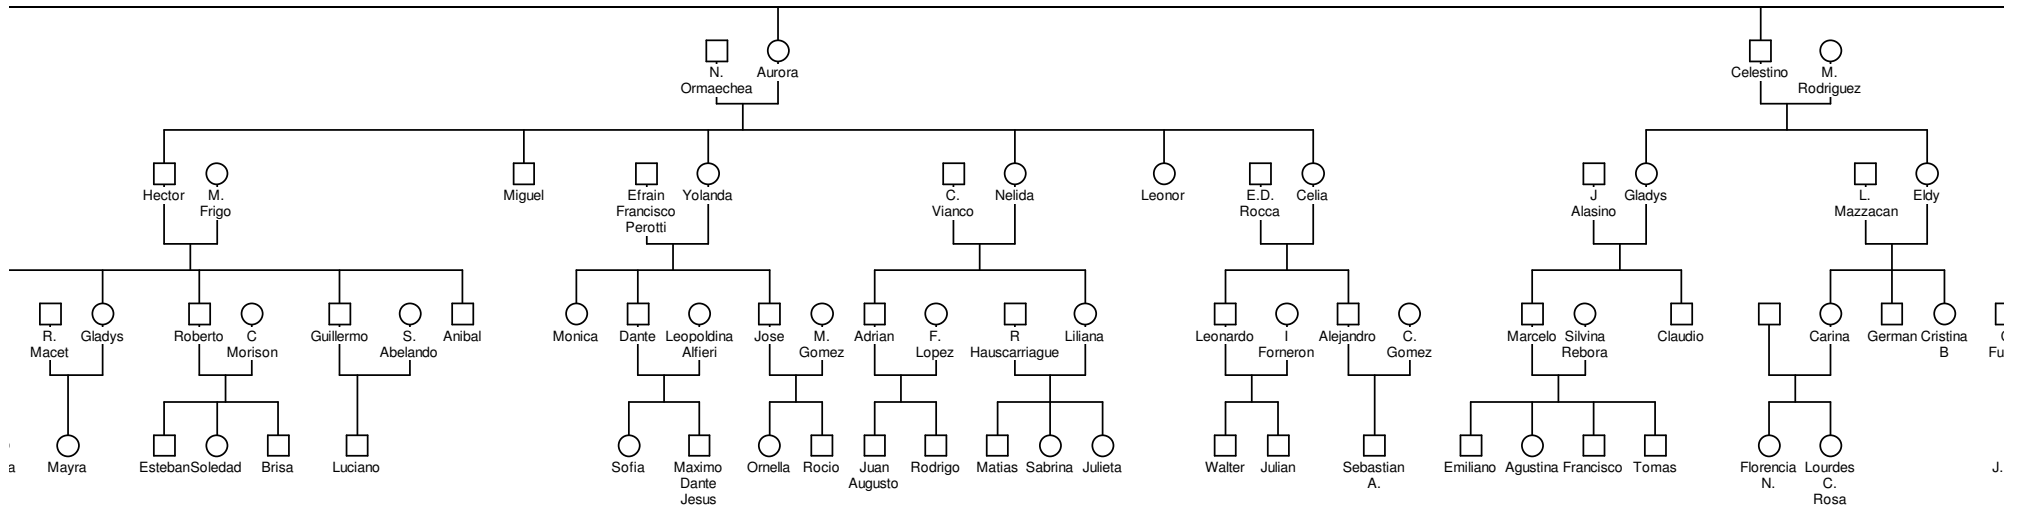 N.
Ormaechea
Aurora
Celestino
M.
Rodriguez
Hector
M.
Frigo
Miguel
Efrain
Francisco
Perotti
Yolanda
C.
Vianco
Nelida
Leonor
E.D.
Rocca
Celia
J
Alasino
Gladys
L.
Mazzacan
Eldy
R.
Macet
Gladys
Roberto
C
Morison
Guillermo
S.
Abelando
Anibal
Monica
Dante
Leopoldina
Alfieri
Jose
M.
Gomez
Adrian
F.
Lopez
R
Hauscarriague
Liliana
Leonardo
I
Forneron
Alejandro
C.
Gomez
Marcelo
Silvina
Rebora
Claudio
Carina
German
Cristina
B
Fu
a
Mayra
Esteban
Soledad
Brisa
Luciano
Sofia
Maximo
Dante
Jesus
Ornella
Rocio
Juan
Augusto
Rodrigo
Matias
Sabrina
Julieta
Walter
Julian
Sebastian
A.
Emiliano
Agustina
Francisco
Tomas
Florencia
N.
Lourdes
C.
Rosa
J.